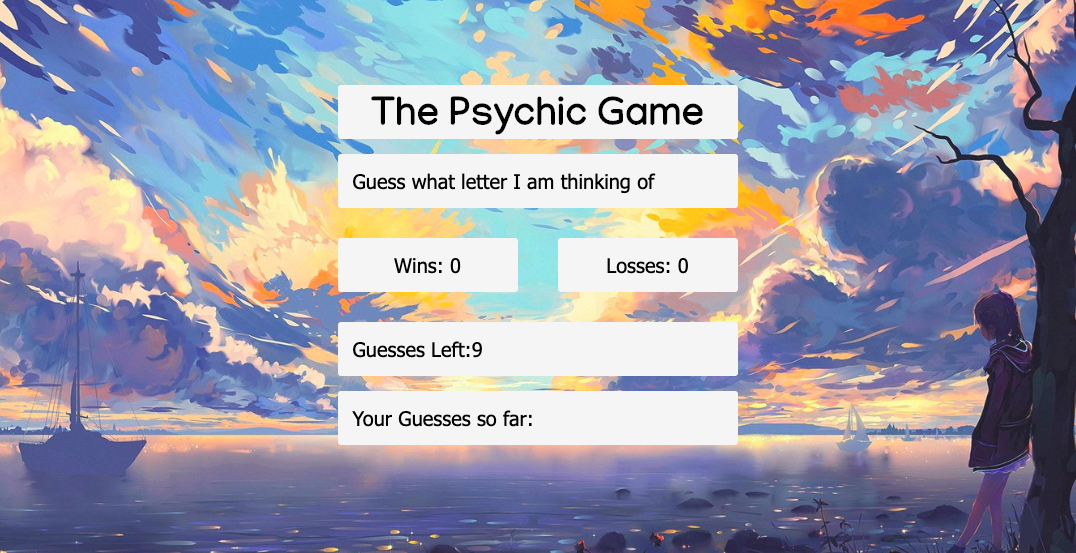 The Psychic Game
Guess what letter I am thinking of
Wins: 0
Losses: 0
Guesses Left:9
Your Guesses so far: